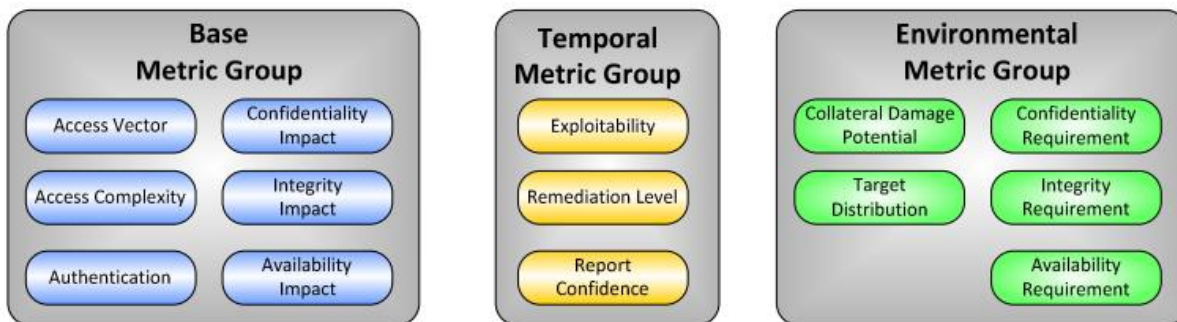 Base
Metric Group
Access Vector
Confidentiality
Impact
Access Complexity
Integrity
Impact
Authentication
Availability
Impact
Temporal
Metric Group
Exploitability
Remediation Level
Report
Confidence
Environmental
Metric Group
Collateral Damage
Potential
Confidentiality
Requirement
Target
Distribution
Integrity
Requirement
Availability
Requirement